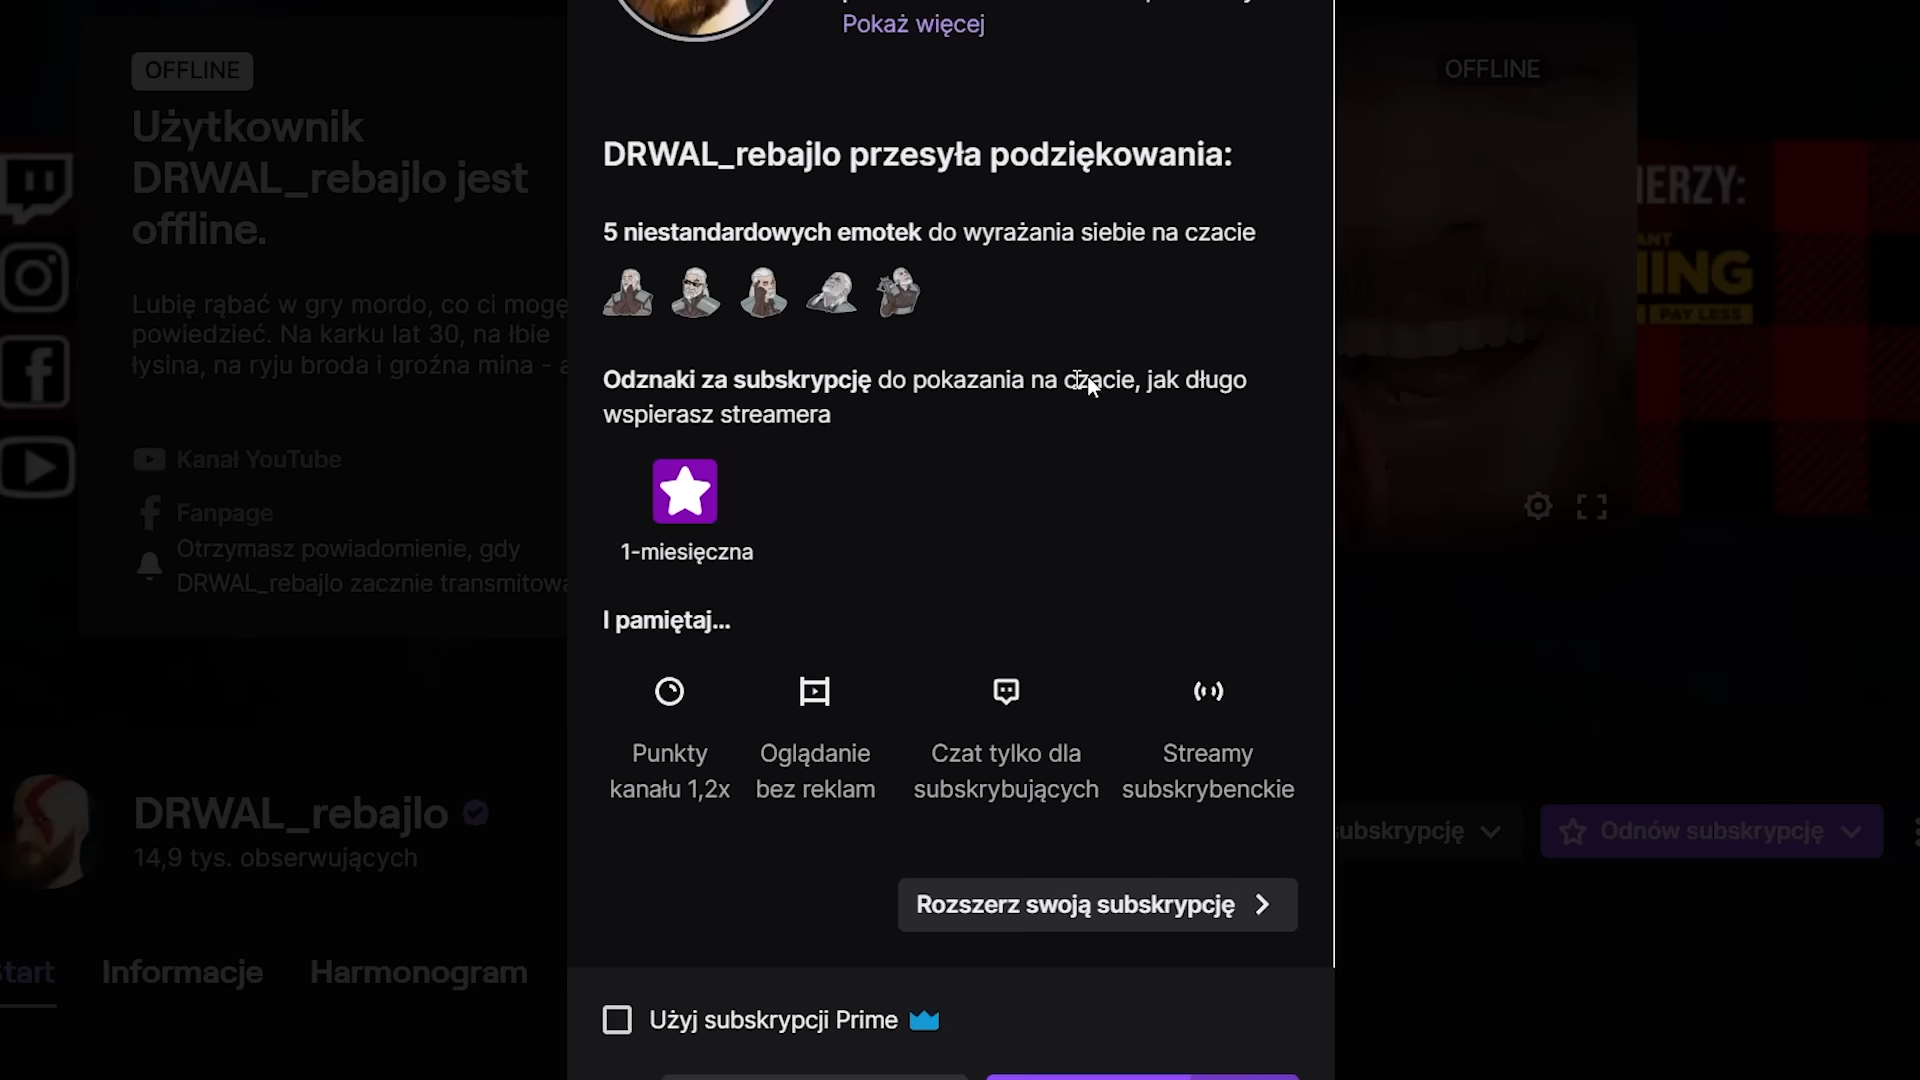 Pokaż więcej
OFFLINE
OFFLINE
Użytkownik
DRWAL_rebajlo jest
offline.
Lubię rąbać w gry mordo, co ci mogę
powiedzieć. Na karku lat 30, na łbie
łysina, na ryju broda i groźna mina - a
Kanał YouTube
Fanpage
Otrzymasz powiadomienie, gdy
DRWAL_rebajlo zacznie transmitowa
DRWAL_rebajlo przesyła podziękowania:
5 niestandardowych emotek do wyrażania siebie na czacie
Odznaki za subskrypcję do pokazania na czacie, jak długo
wspierasz streamera
1-miesięczna
I pamiętaj...
Punkty
kanału 1,2x
Oglądanie
bez reklam
Czat tylko dla
subskrybujących
Streamy
subskrybenckie
Rozszerz swoją subskrypcję
Użyj subskrypcji Prime
IERZY:
ANT
ING
PAY LESS
DRWAL_rebajlo
14,9 tys. obserwujących
ubskrypcję
Odnów subskrypcję
tart
Informacje
Harmonogram